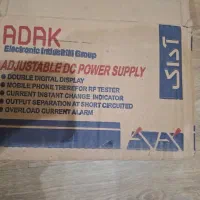 ADAK
Electronic Industrial Group
آداک
ADJUSTABLE DC POWER SUPPLY
• DOUBLE DIGITAL DISPLAY
• MOBILE PHONE THEREFOR RF TESTER
• CURRENT INSTANT CHANGE INDICATOR
• OUTPUT SEPARATION AT SHORT CIRCUITED
• OVERLOAD CURRENT ALARM